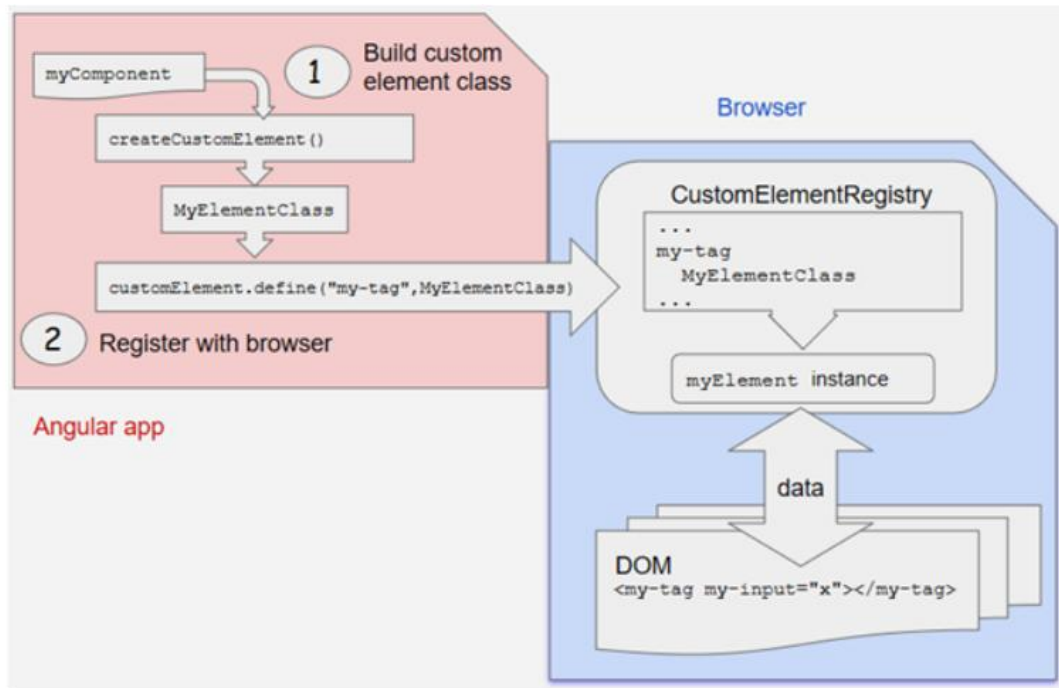 myComponent
1
Build custom
element class
createCustomElement()
MyElementClass
customElement.define("my-tag",MyElementClass)
2
Register with browser
Angular app
Browser
CustomElementRegistry
...
my-tag
MyElementClass
...
myElement instance
data
DOM
<my-tag my-input="x"></my-tag>